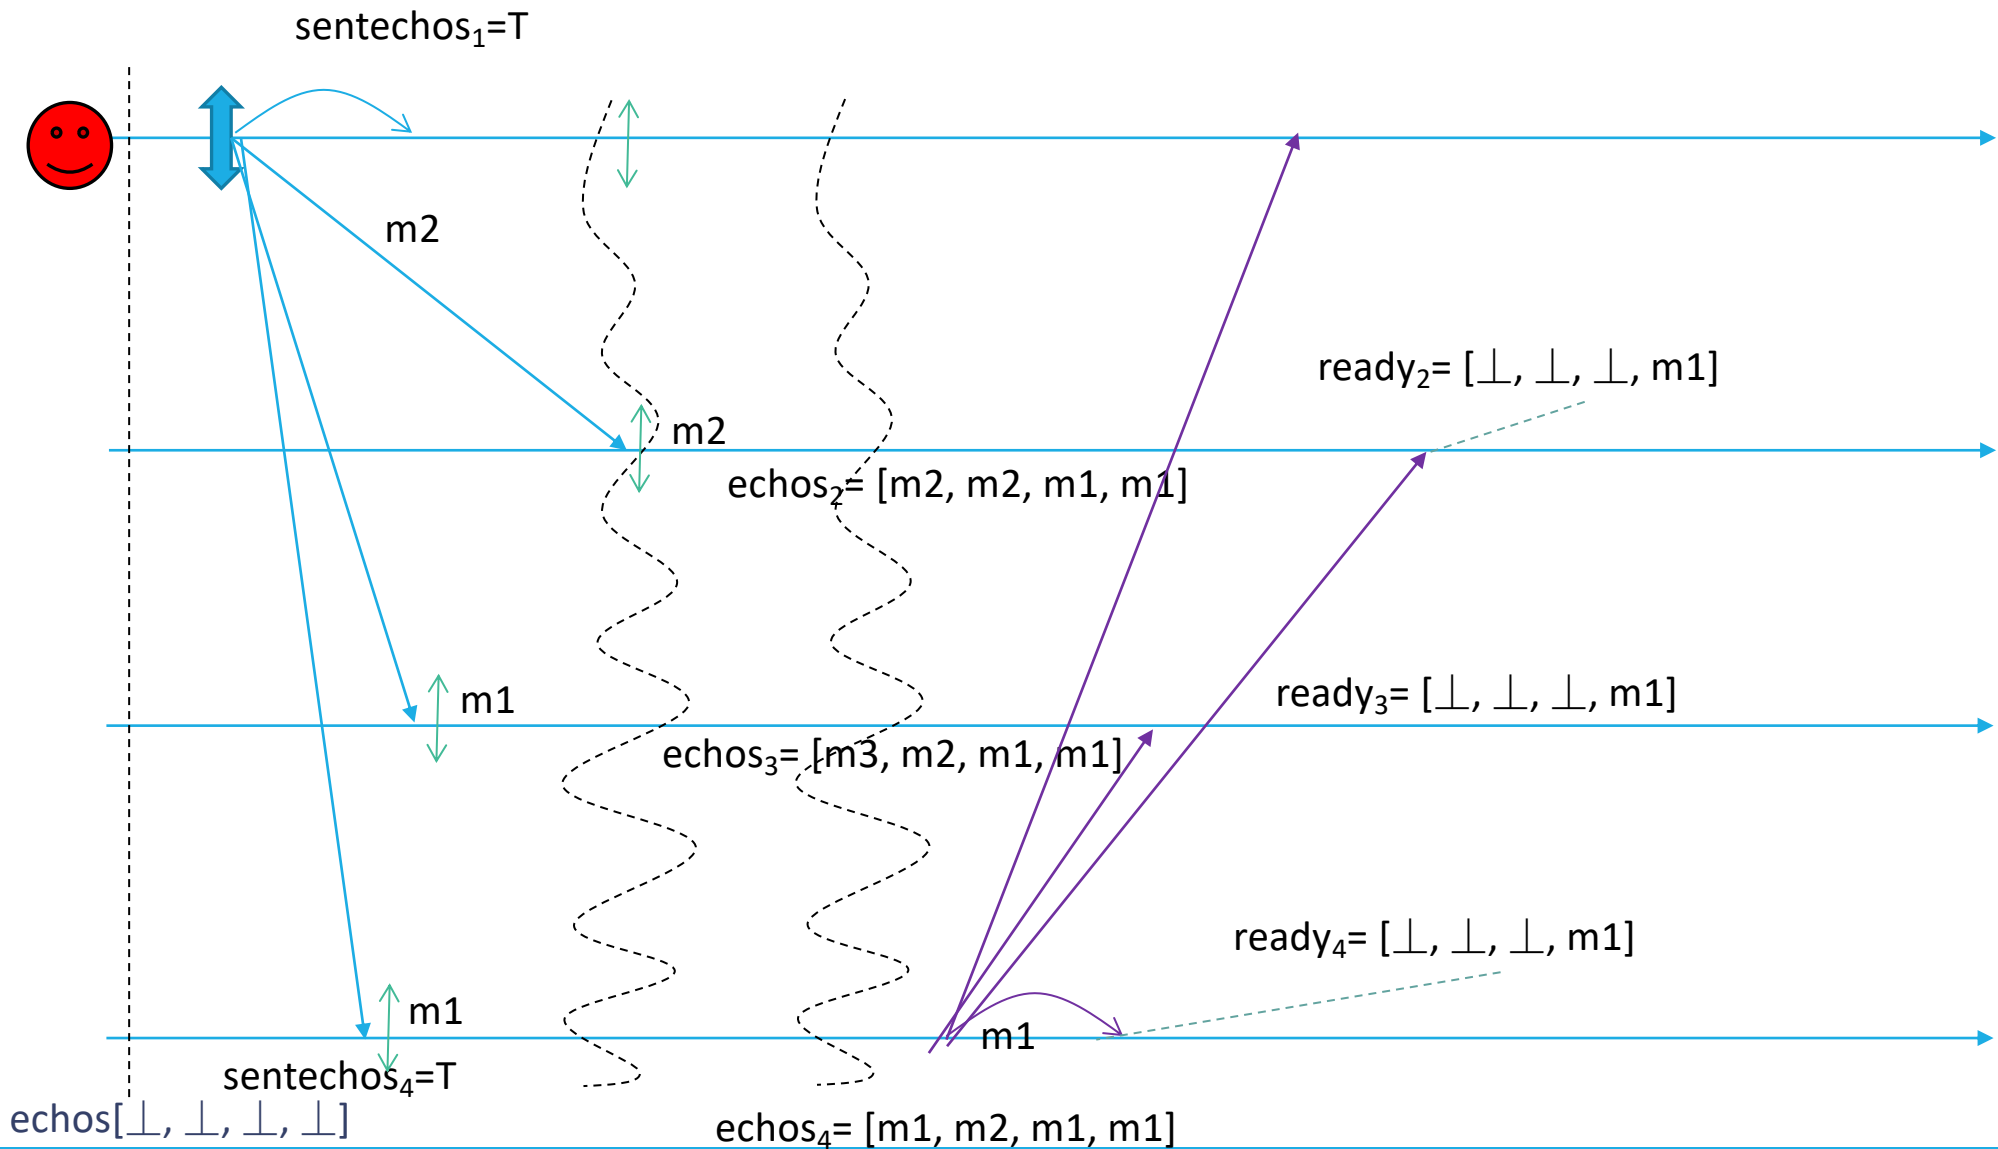 sentechos₁=T
m2
ready₂= [⊥, ⊥, ⊥, m1]
m2
echos₂= [m2, m2, m1, m1]
m1
ready₃= [⊥, ⊥, ⊥, m1]
echos₃= [m3, m2, m1, m1]
ready₄= [⊥, ⊥, ⊥, m1]
m1
m1
sentechos₄=T
echos[⊥, ⊥, ⊥, ⊥]
echos₄= [m1, m2, m1, m1]